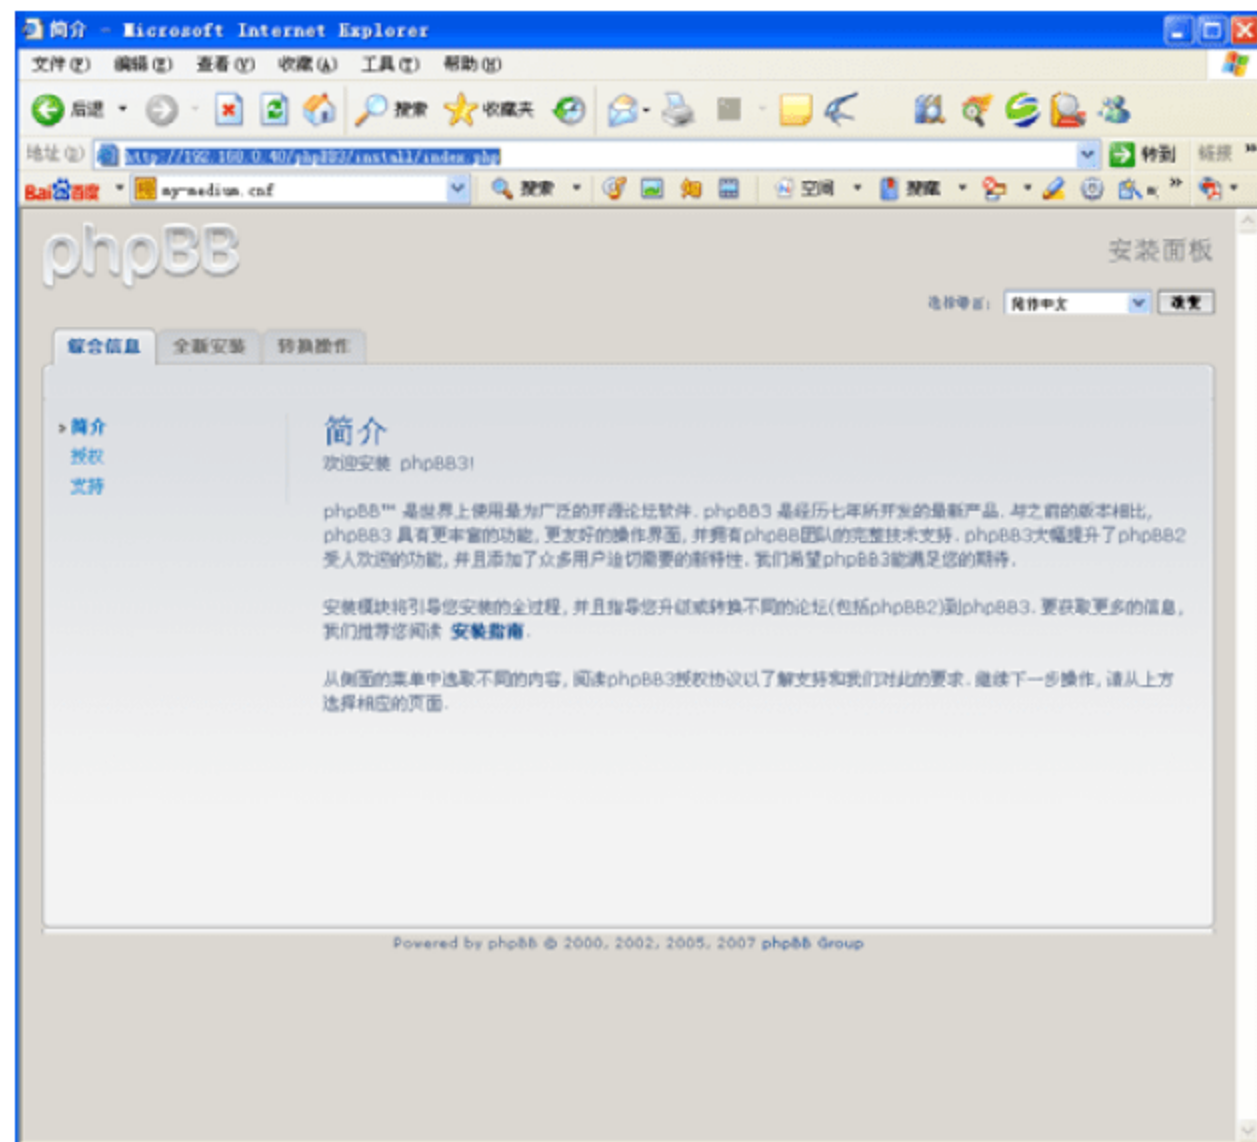 简介 - Microsoft Internet Explorer
文件(F) 编辑(E) 查看(V) 收藏(A) 工具(T) 帮助(H)
后退 搜索 收藏夹
地址(D) http://192.168.0.40/phpBB3/install/index.php 转到 链接 »
Bai百度 my-medium.cnf 搜索 空间 搜藏 »
phpBB
安装面板
选择语言: 简体中文 改变
综合信息 全新安装 转换操作
简介
授权
支持
简介
欢迎安装 phpBB3!
phpBB™ 是世界上使用最为广泛的开源论坛软件. phpBB3 是经历七年所开发的最新产品. 与之前的版本相比,
phpBB3 具有更丰富的功能, 更友好的操作界面, 并拥有phpBB团队的完整技术支持. phpBB3大幅提升了phpBB2
受人欢迎的功能, 并且添加了众多用户迫切需要的新特性. 我们希望phpBB3能满足您的期待.
安装模块将引导您安装的全过程, 并且指导您升级或转换不同的论坛(包括phpBB2)到phpBB3. 要获取更多的信息,
我们推荐您阅读 安装指南.
从侧面的菜单中选取不同的内容, 阅读phpBB3授权协议以了解支持和我们对此的要求. 继续下一步操作, 请从上方
选择相应的页面.
Powered by phpBB © 2000, 2002, 2005, 2007 phpBB Group